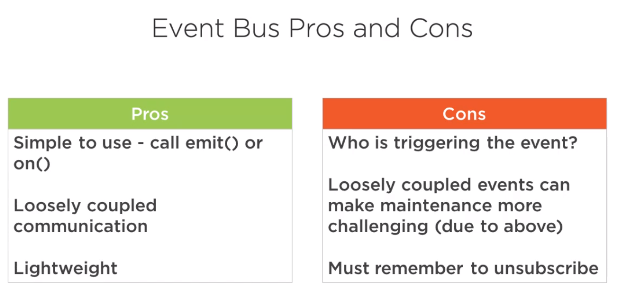 Event Bus Pros and Cons
Pros
Simple to use - call emit() or
on()
Loosely coupled
communication
Lightweight
Cons
Who is triggering the event?
Loosely coupled events can
make maintenance more
challenging (due to above)
Must remember to unsubscribe